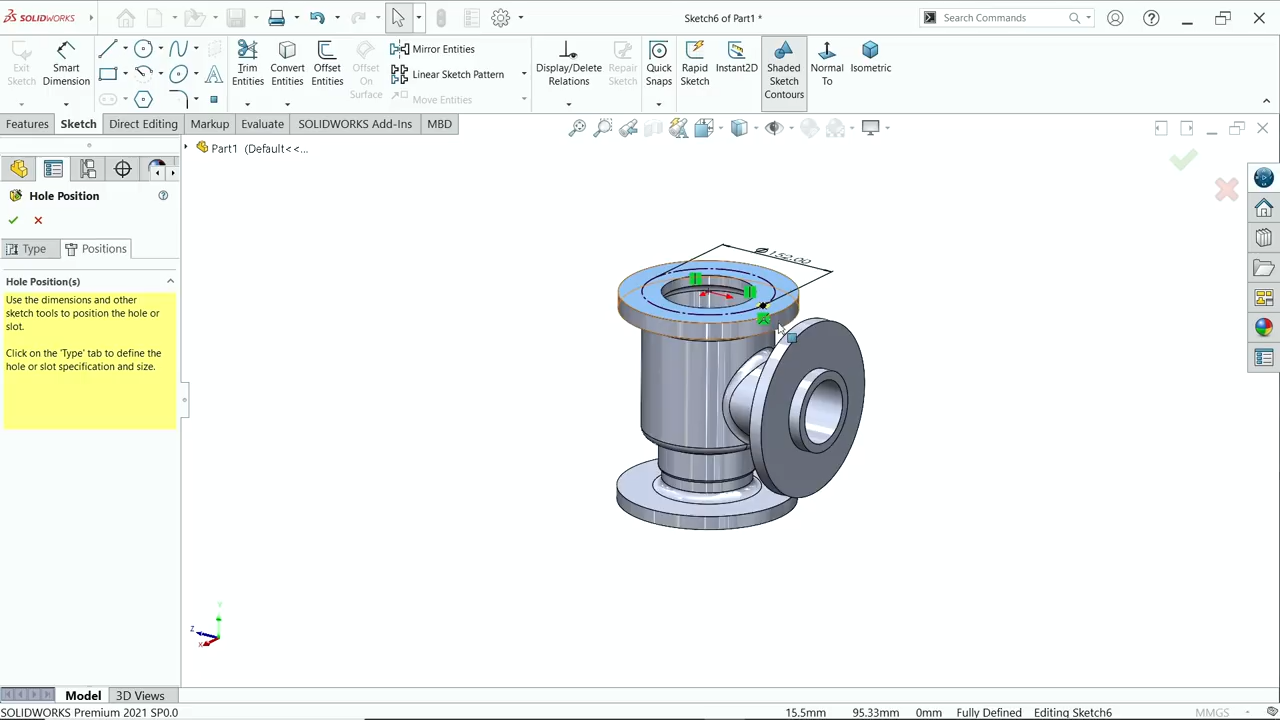 SOLIDWORKS
Sketch6 of Part1 *
Search Commands
Exit
Sketch
Smart
Dimension
Trim
Entities
Convert
Entities
Offset
Entities
Offset
On
Surface
Mirror Entities
Linear Sketch Pattern
Move Entities
Display/Delete
Relations
Repair
Sketch
Quick
Snaps
Rapid
Sketch
Instant2D
Shaded
Sketch
Contours
Normal
To
Isometric
Features
Sketch
Direct Editing
Markup
Evaluate
SOLIDWORKS Add-Ins
MBD
Part1 (Default<<...
Hole Position
Type
Positions
Hole Position(s)
Use the dimensions and other
sketch tools to position the hole or
slot.
Click on the 'Type' tab to define the
hole or slot specification and size.
⌀152.00
Y
Z
X
Model
3D Views
SOLIDWORKS Premium 2021 SP0.0
15.5mm
95.33mm
0mm
Fully Defined
Editing Sketch6
MMGS